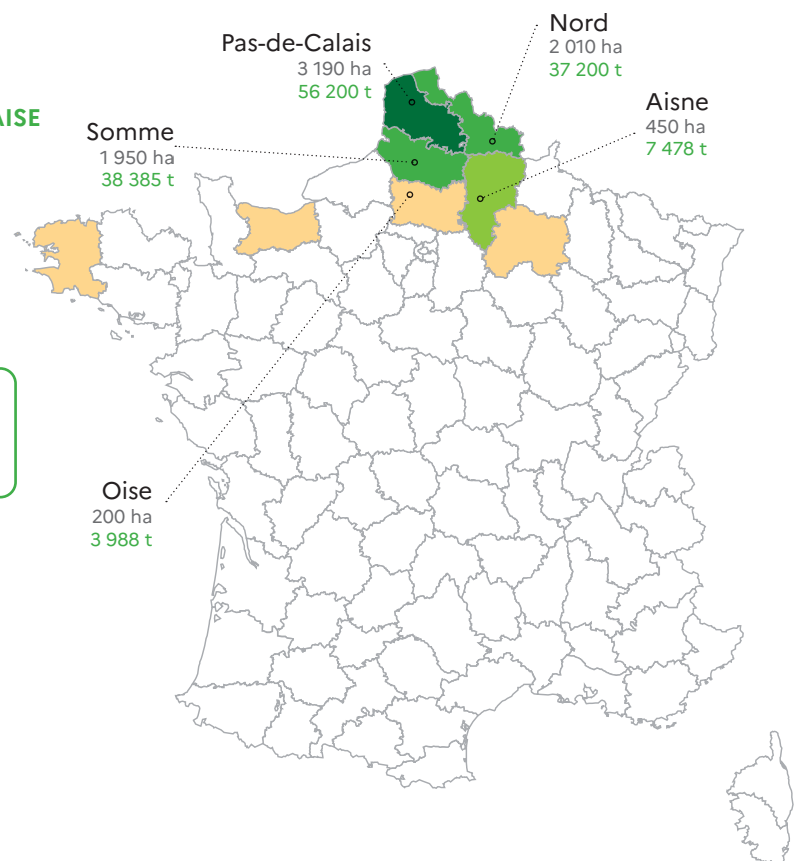 Nord
2 010 ha
37 200 t
Pas-de-Calais
3 190 ha
56 200 t
Aisne
450 ha
7 478 t
AISE
Somme
1 950 ha
38 385 t
Oise
200 ha
3 988 t